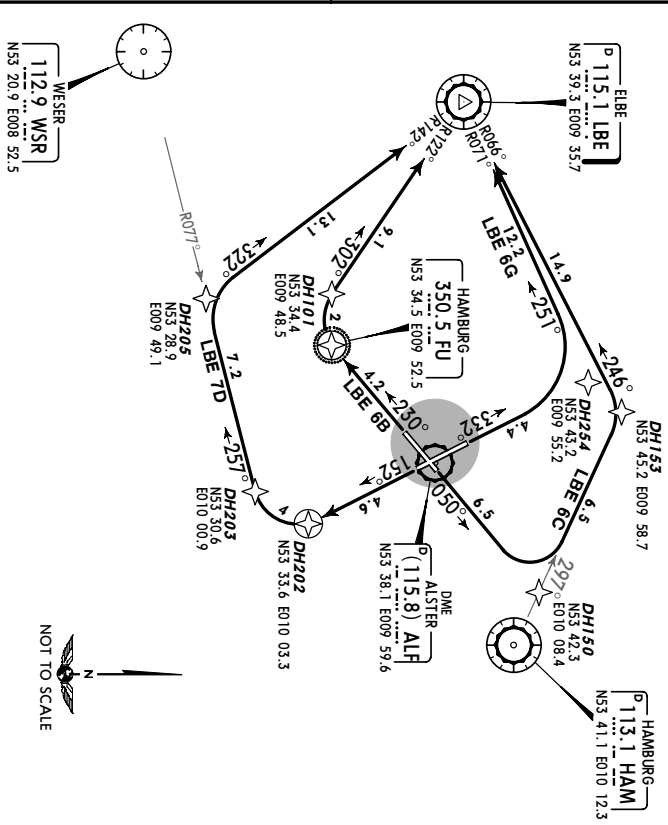 ELBE
D 115.1 LBE
N53 39.3 E009 35.7
HAMBURG
D 113.1 HAM
N53 41.1 E010 12.3
WESER
112.9 WSR
N53 20.9 E008 52.5
HAMBURG
350.5 FU
N53 34.5 E009 52.5
DME
ALSTER
D (115.8) ALF
N53 38.1 E009 59.6
DH153
N53 45.2 E009 58.7
DH254
N53 43.2
E009 55.2
DH150
N53 42.3
E010 08.4
DH101
N53 34.4
E009 48.5
DH202
N53 33.6 E010 03.3
DH203
N53 30.6
E010 00.9
DH205
N53 28.9
E009 49.1
R066°
R071°
R122°
R142°
R077°
14.9
246°
LBE 6C
6.5
297°
12.2
LBE 6G
251°
4.4
332°
050°
6.5
9.1
302°
2
4.2
230°
LBE 6B
152°
4.6
4
257°
7.2
LBE 7D
322°
13.1
N
NOT TO SCALE